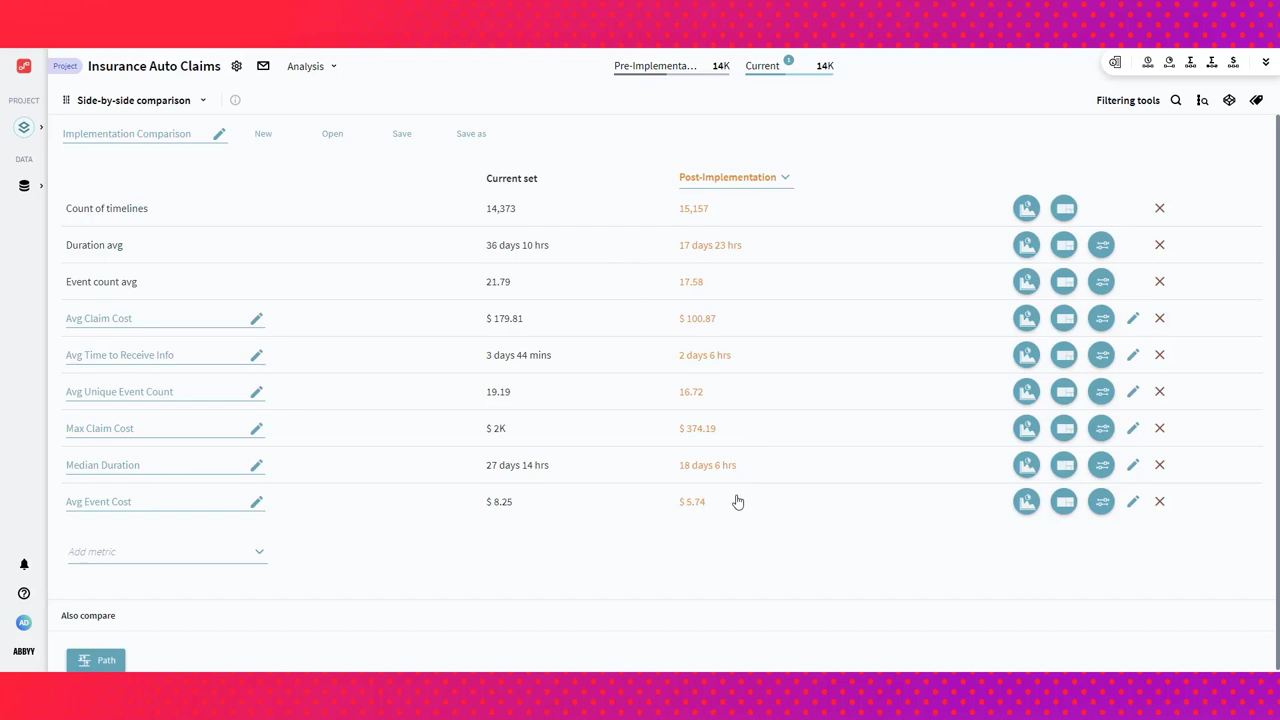 Project Insurance Auto Claims Analysis Pre-Implementa... 14K Current 1 14K
PROJECT
Side-by-side comparison Filtering tools
Implementation Comparison New Open Save Save as
DATA
Current set Post-Implementation
Count of timelines 14,373 15,157
Duration avg 36 days 10 hrs 17 days 23 hrs
Event count avg 21.79 17.58
Avg Claim Cost $ 179.81 $ 100.87
Avg Time to Receive Info 3 days 44 mins 2 days 6 hrs
Avg Unique Event Count 19.19 16.72
Max Claim Cost $ 2K $ 374.19
Median Duration 27 days 14 hrs 18 days 6 hrs
Avg Event Cost $ 8.25 $ 5.74
Add metric
Also compare
AD
ABBYY
Path